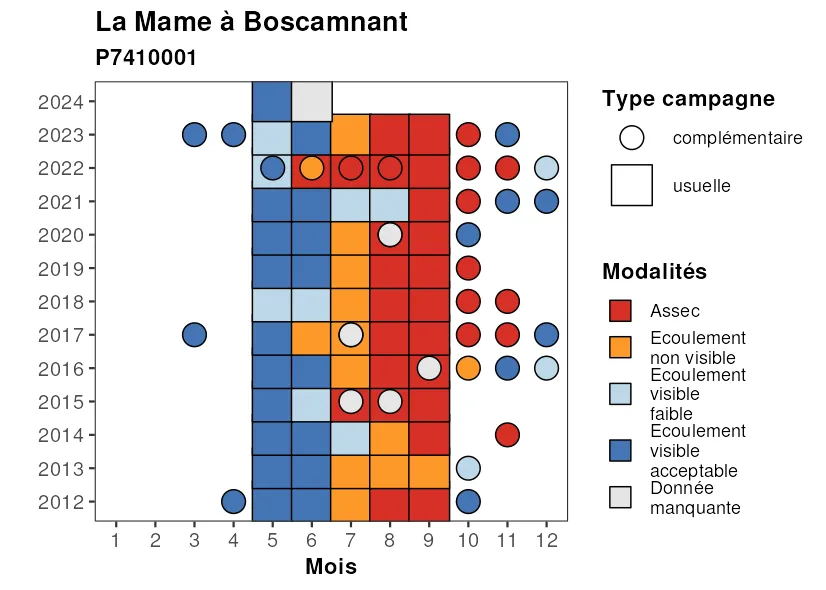 La Mame à Boscamnant
P7410001
2024
2023
2022
2021
2020
2019
2018
2017
2016
2015
2014
2013
2012
1 2 3 4 5 6 7 8 9 10 11 12
Mois
Type campagne
complémentaire
usuelle
Modalités
Assec
Ecoulement
non visible
Ecoulement
visible
faible
Ecoulement
visible
acceptable
Donnée
manquante